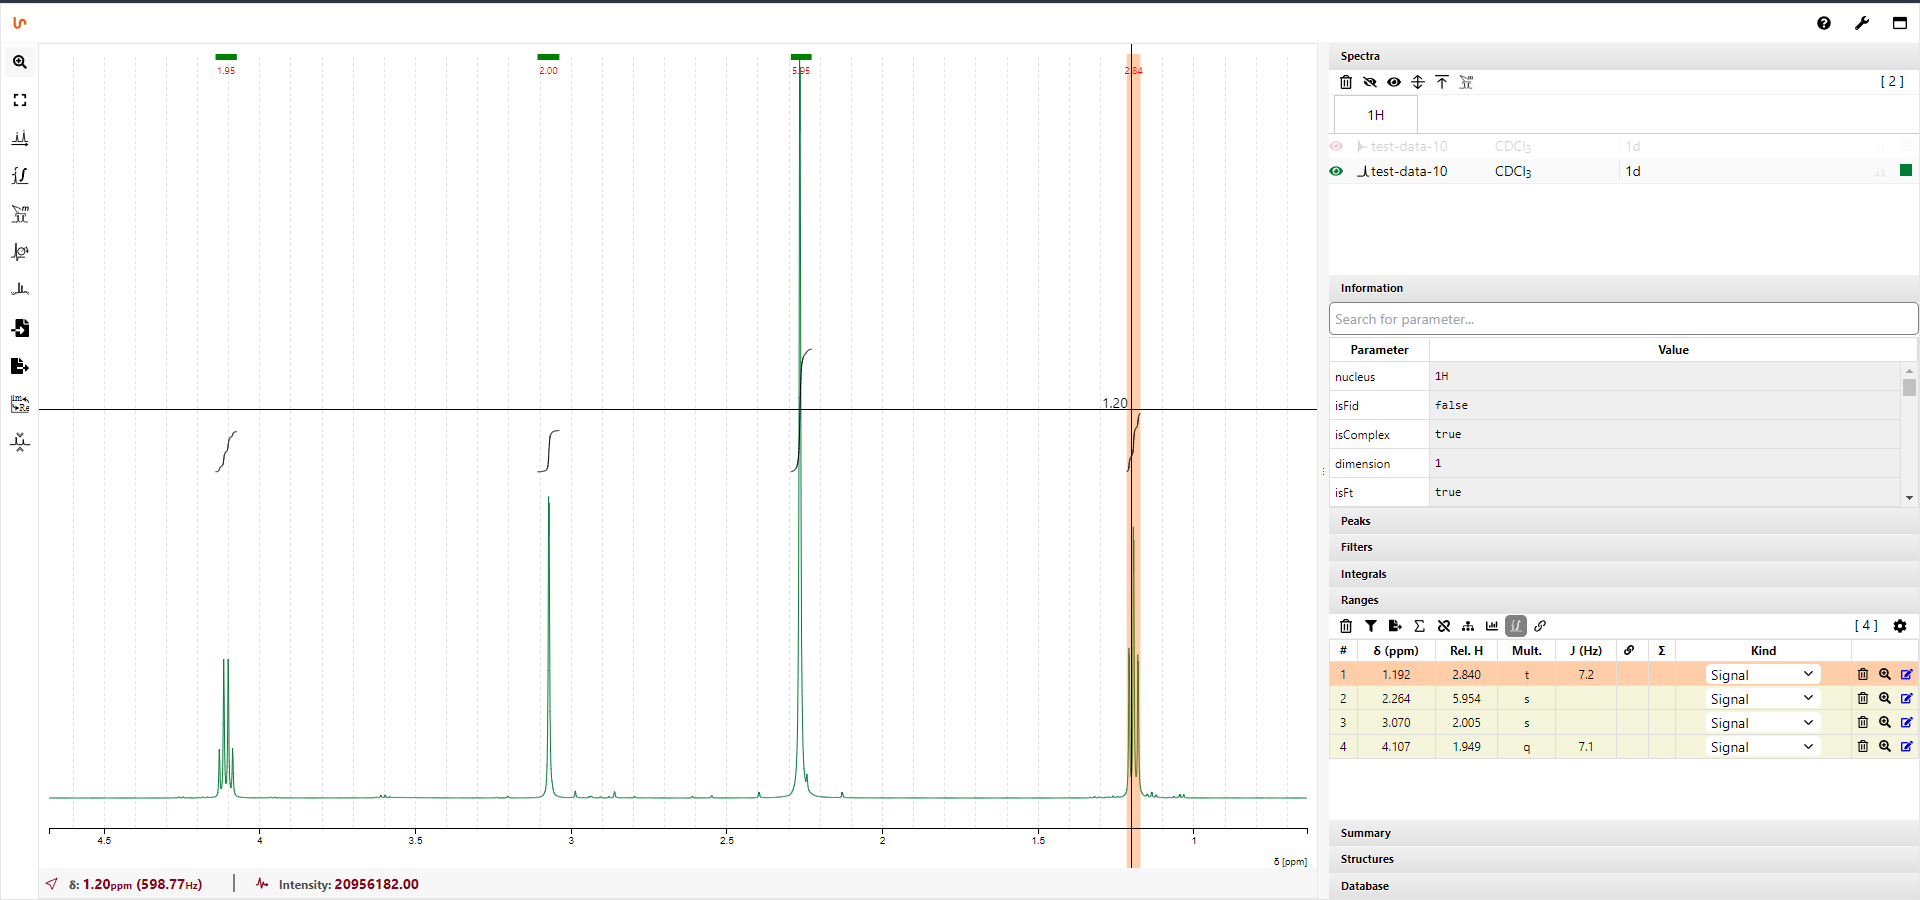 1.95
2.00
5.95
2.84
1.20
4.5
4
3.5
3
2.5
2
1.5
1
δ [ppm]
δ: 1.20ppm (598.77Hz)
Intensity: 20956182.00
Spectra
[ 2 ]
1H
test-data-10 CDCl3 1d
test-data-10 CDCl3 1d
Information
Search for parameter...
Parameter Value
nucleus 1H
isFid false
isComplex true
dimension 1
isFt true
Peaks
Filters
Integrals
Ranges
[ 4 ]
# δ (ppm) Rel. H Mult. J (Hz) Σ Kind
1 1.192 2.840 t 7.2 Signal
2 2.264 5.954 s Signal
3 3.070 2.005 s Signal
4 4.107 1.949 q 7.1 Signal
Summary
Structures
Database